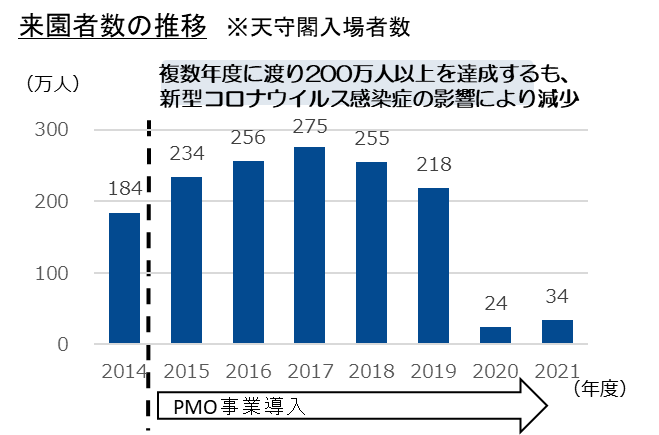 来園者数の推移 ※天守閣入場者数
(万人)
複数年度に渡り200万人以上を達成するも、
新型コロナウイルス感染症の影響により減少
300
200
100
0
184
234
256
275
255
218
24
34
2014 2015 2016 2017 2018 2019 2020 2021
(年度)
PMO事業導入